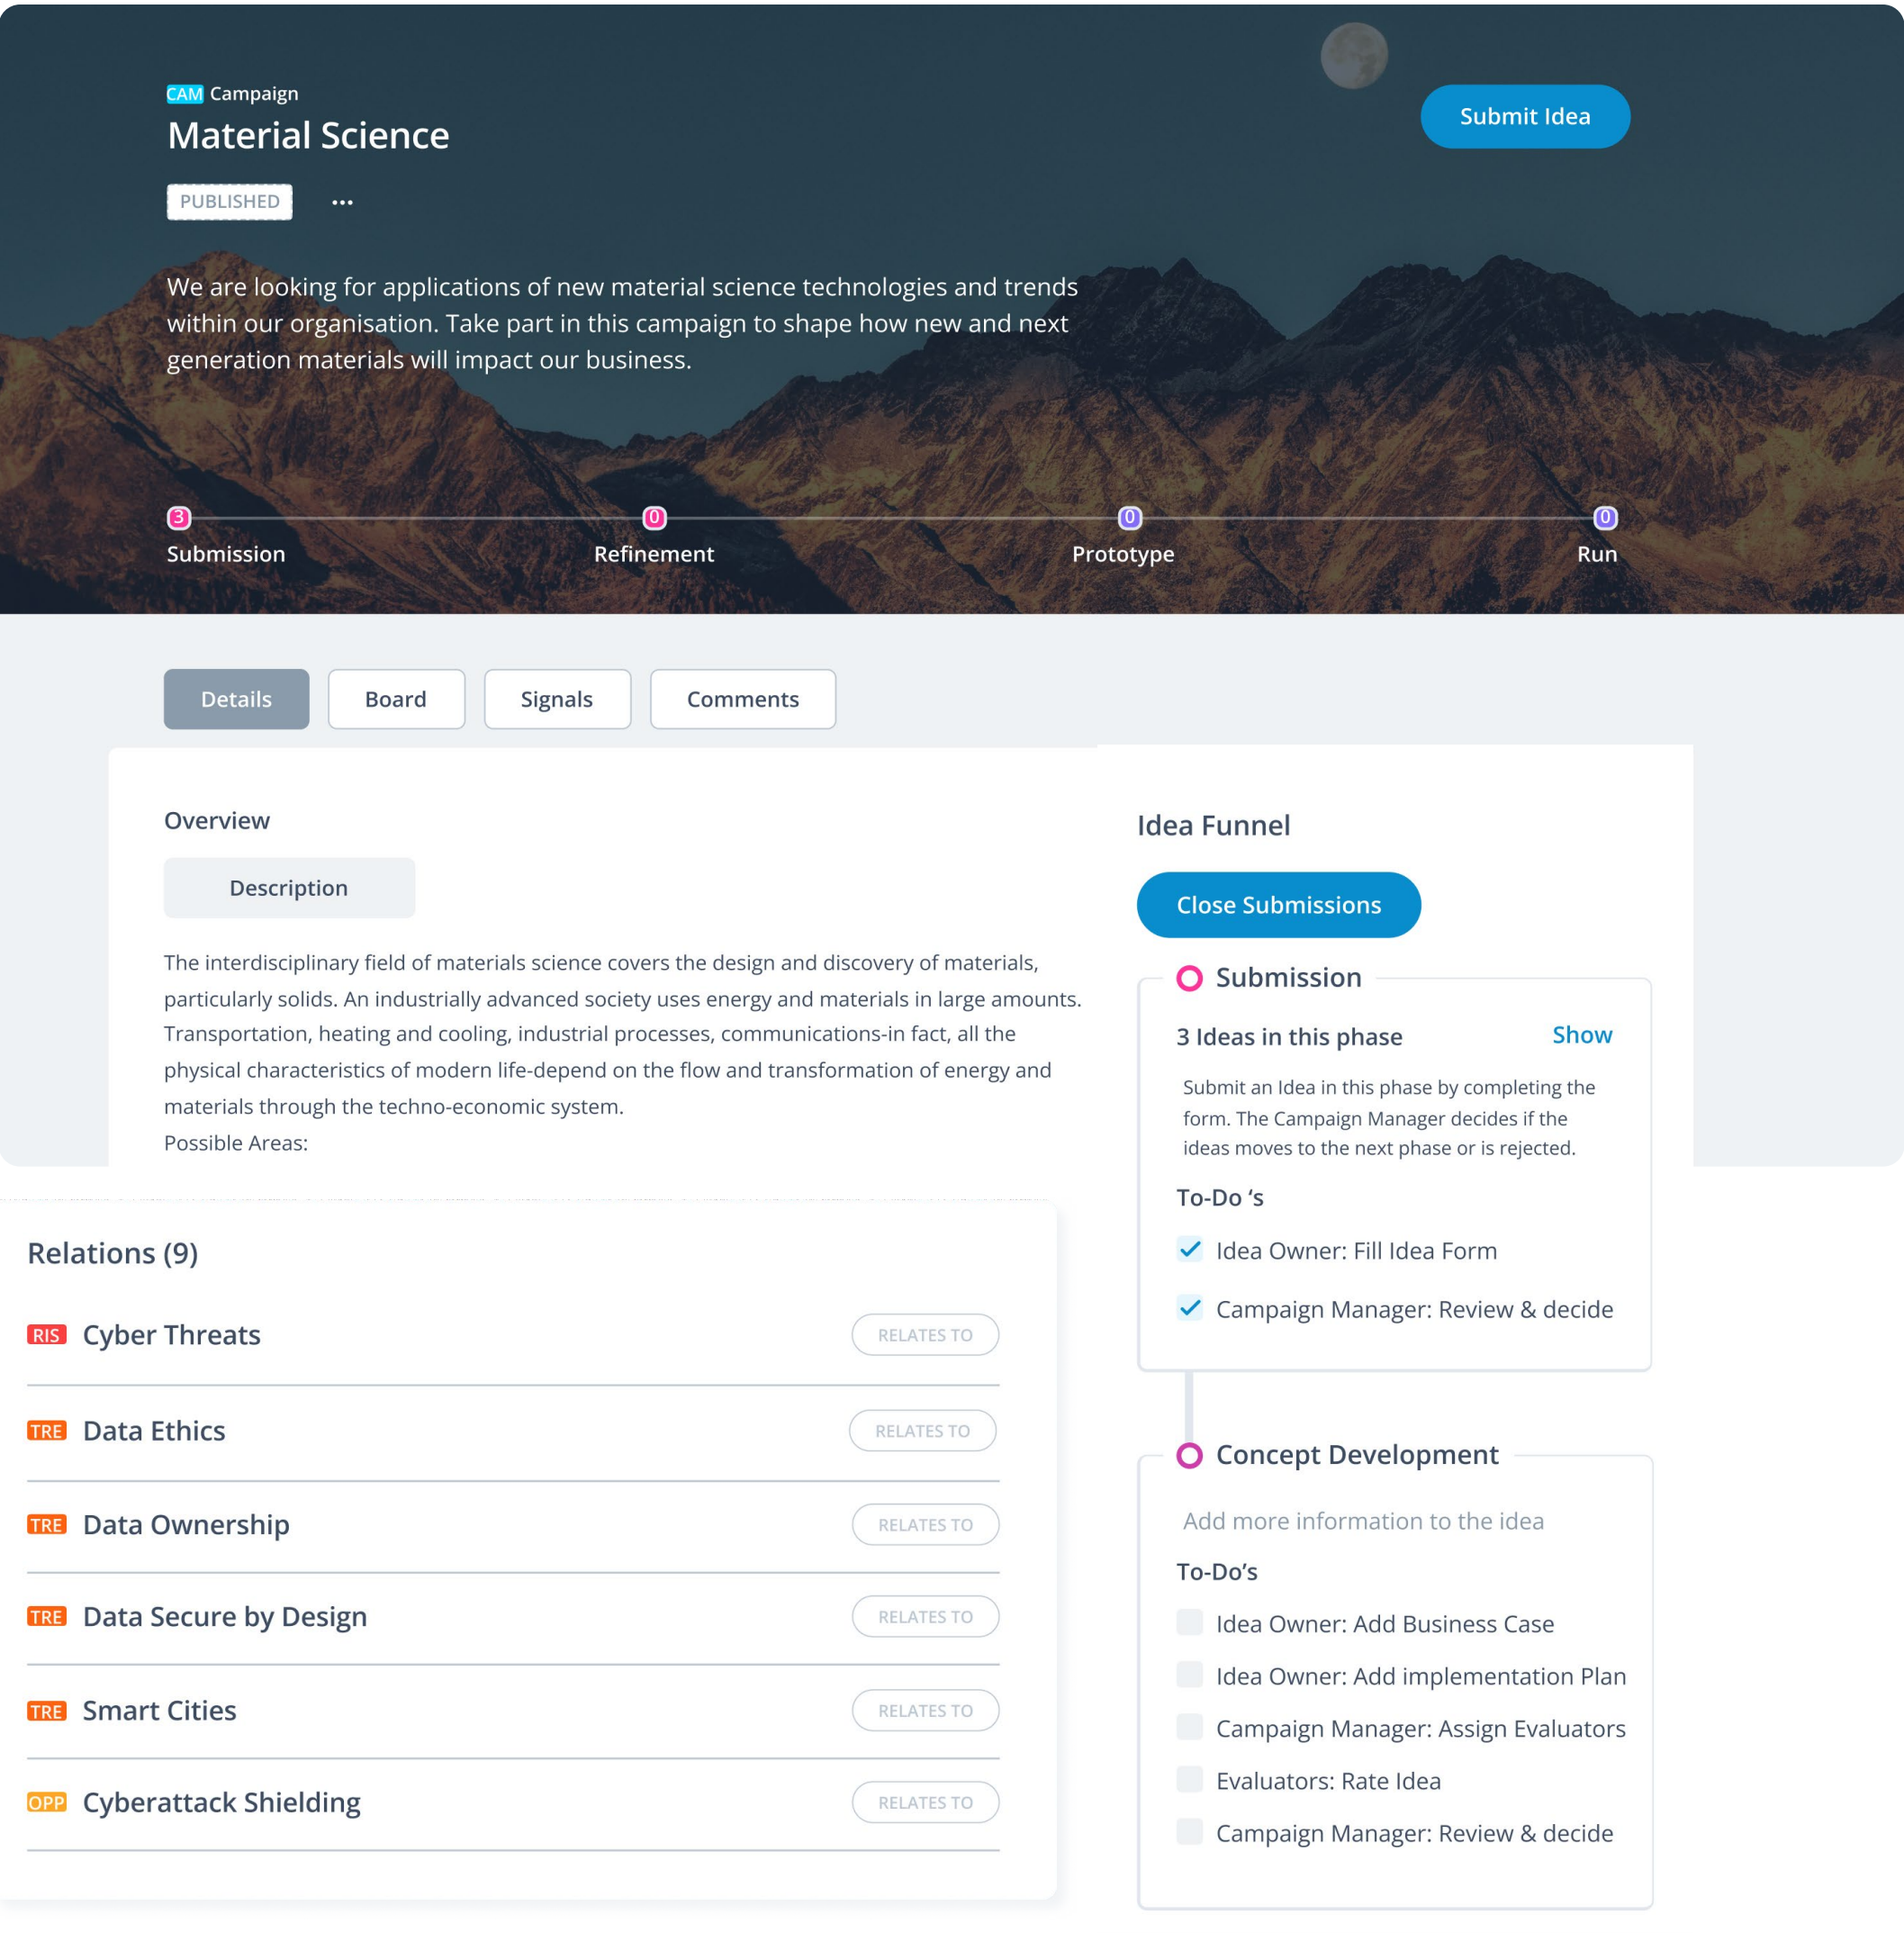 CAM Campaign
Material Science
Submit Idea
PUBLISHED
...
We are looking for applications of new material science technologies and trends
within our organisation. Take part in this campaign to shape how new and next
generation materials will impact our business.
3 0 0 0
Submission Refinement Prototype Run
Details Board Signals Comments
Overview
Description
The interdisciplinary field of materials science covers the design and discovery of materials,
particularly solids. An industrially advanced society uses energy and materials in large amounts.
Transportation, heating and cooling, industrial processes, communications-in fact, all the
physical characteristics of modern life-depend on the flow and transformation of energy and
materials through the techno-economic system.
Possible Areas:
Relations (9)
RIS Cyber Threats RELATES TO
TRE Data Ethics RELATES TO
TRE Data Ownership RELATES TO
TRE Data Secure by Design RELATES TO
TRE Smart Cities RELATES TO
OPP Cyberattack Shielding RELATES TO
Idea Funnel
Close Submissions
Submission
3 Ideas in this phase Show
Submit an Idea in this phase by completing the
form. The Campaign Manager decides if the
ideas moves to the next phase or is rejected.
To-Do ‘s
Idea Owner: Fill Idea Form
Campaign Manager: Review & decide
Concept Development
Add more information to the idea
To-Do’s
Idea Owner: Add Business Case
Idea Owner: Add implementation Plan
Campaign Manager: Assign Evaluators
Evaluators: Rate Idea
Campaign Manager: Review & decide